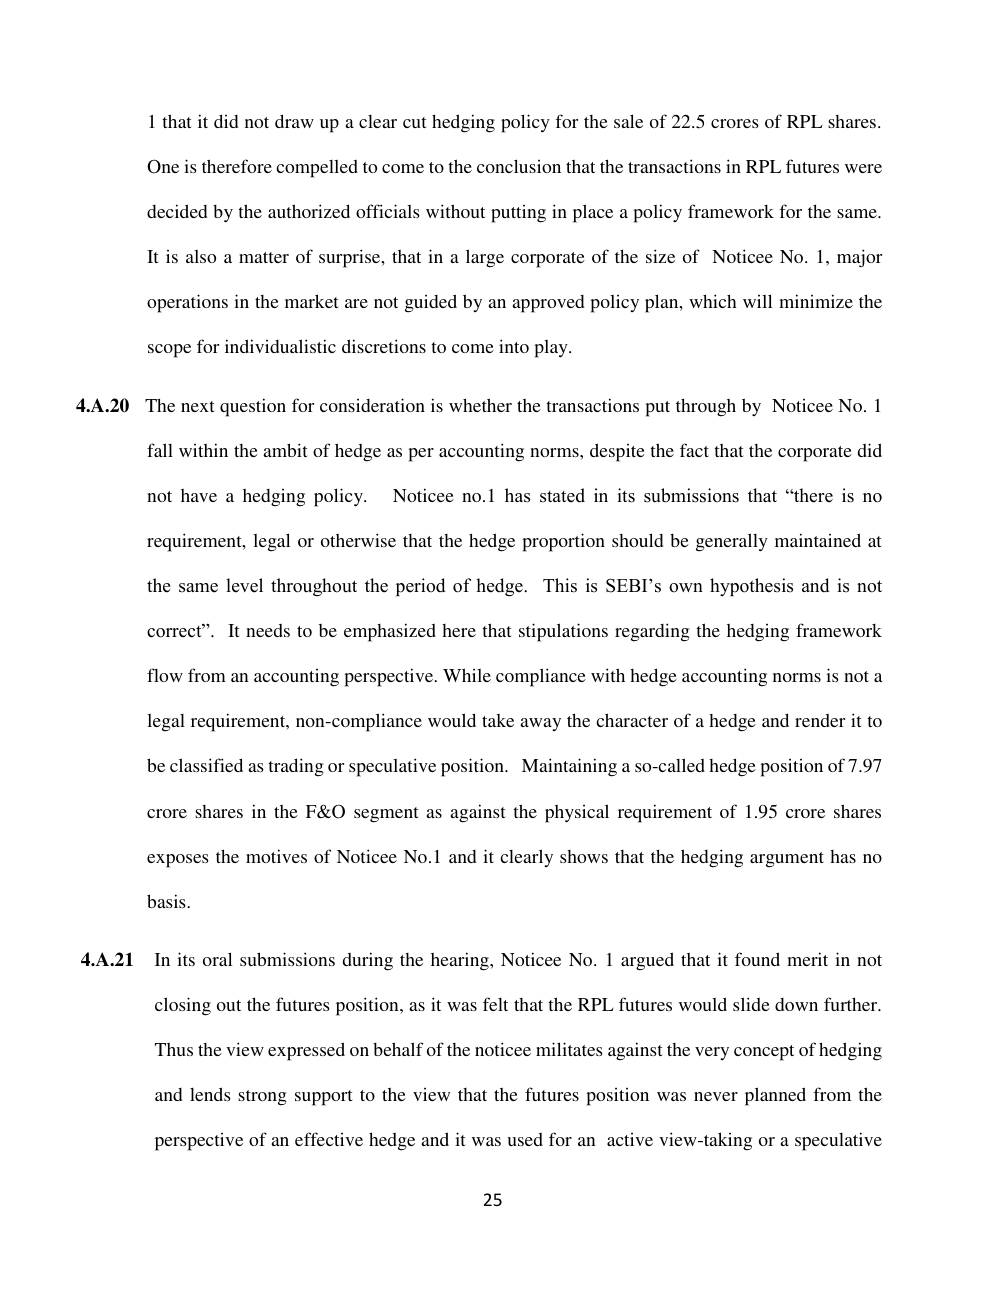 1 that it did not draw up a clear cut hedging policy for the sale of 22.5 crores of RPL shares.
One is therefore compelled to come to the conclusion that the transactions in RPL futures were
decided by the authorized officials without putting in place a policy framework for the same.
It is also a matter of surprise, that in a large corporate of the size of Noticee No. 1, major
operations in the market are not guided by an approved policy plan, which will minimize the
scope for individualistic discretions to come into play.
4.A.20 The next question for consideration is whether the transactions put through by Noticee No. 1
fall within the ambit of hedge as per accounting norms, despite the fact that the corporate did
not have a hedging policy. Noticee no.1 has stated in its submissions that “there is no
requirement, legal or otherwise that the hedge proportion should be generally maintained at
the same level throughout the period of hedge. This is SEBI’s own hypothesis and is not
correct”. It needs to be emphasized here that stipulations regarding the hedging framework
flow from an accounting perspective. While compliance with hedge accounting norms is not a
legal requirement, non-compliance would take away the character of a hedge and render it to
be classified as trading or speculative position. Maintaining a so-called hedge position of 7.97
crore shares in the F&O segment as against the physical requirement of 1.95 crore shares
exposes the motives of Noticee No.1 and it clearly shows that the hedging argument has no
basis.
4.A.21 In its oral submissions during the hearing, Noticee No. 1 argued that it found merit in not
closing out the futures position, as it was felt that the RPL futures would slide down further.
Thus the view expressed on behalf of the noticee militates against the very concept of hedging
and lends strong support to the view that the futures position was never planned from the
perspective of an effective hedge and it was used for an active view-taking or a speculative
25